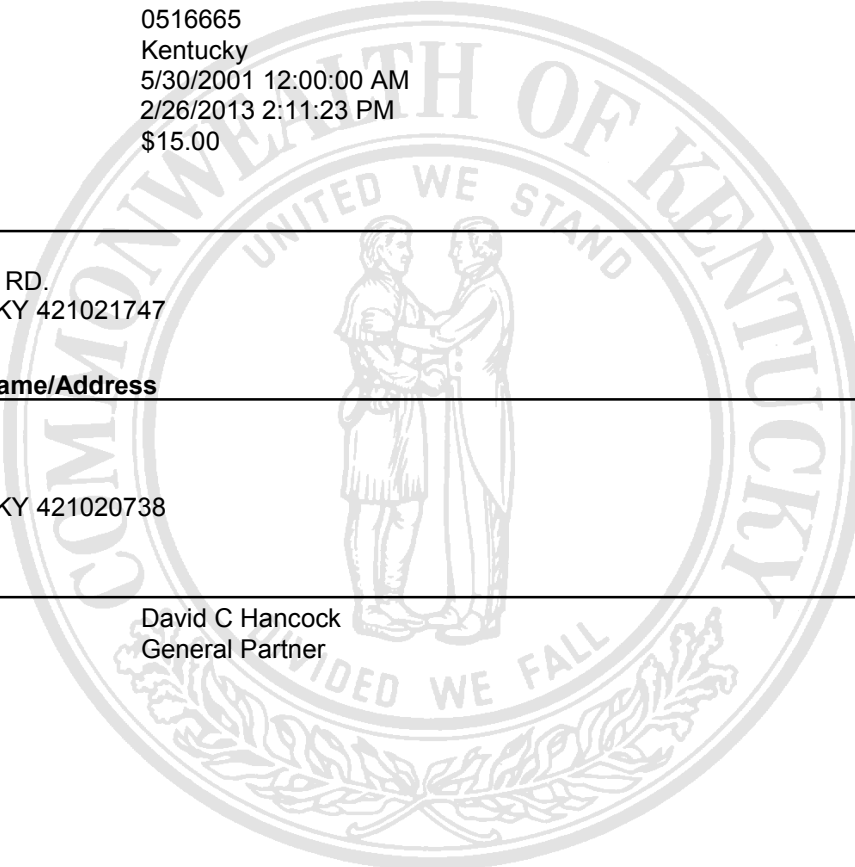 0516665
Kentucky
5/30/2001 12:00:00 AM
2/26/2013 2:11:23 PM
$15.00
RD.
KY 421021747
ame/Address
KY 421020738
David C Hancock
General Partner
COMMONWEALTH OF KENTUCKY
UNITED WE STAND
DIVIDED WE FALL